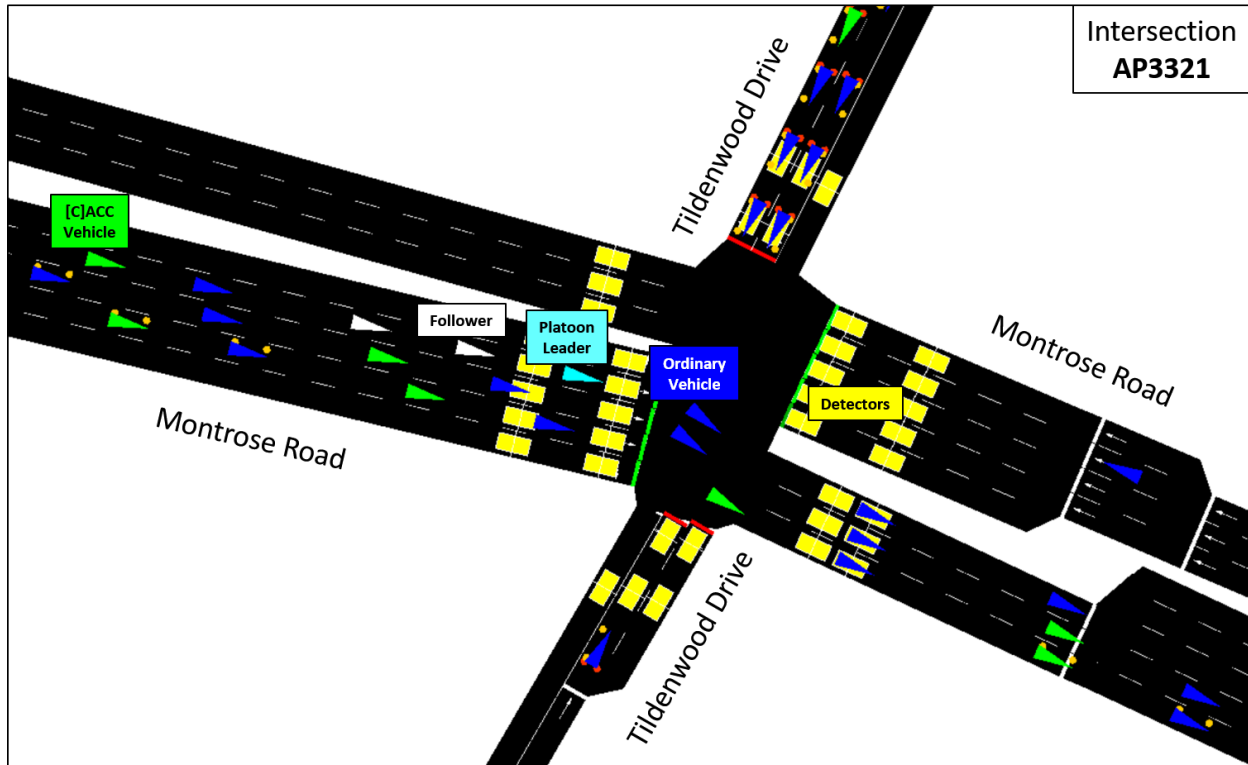 Intersection
AP3321
Tildenwood Drive
[C]ACC
Vehicle
Follower
Platoon
Leader
Ordinary
Vehicle
Detectors
Montrose Road
Montrose Road
Tildenwood Drive